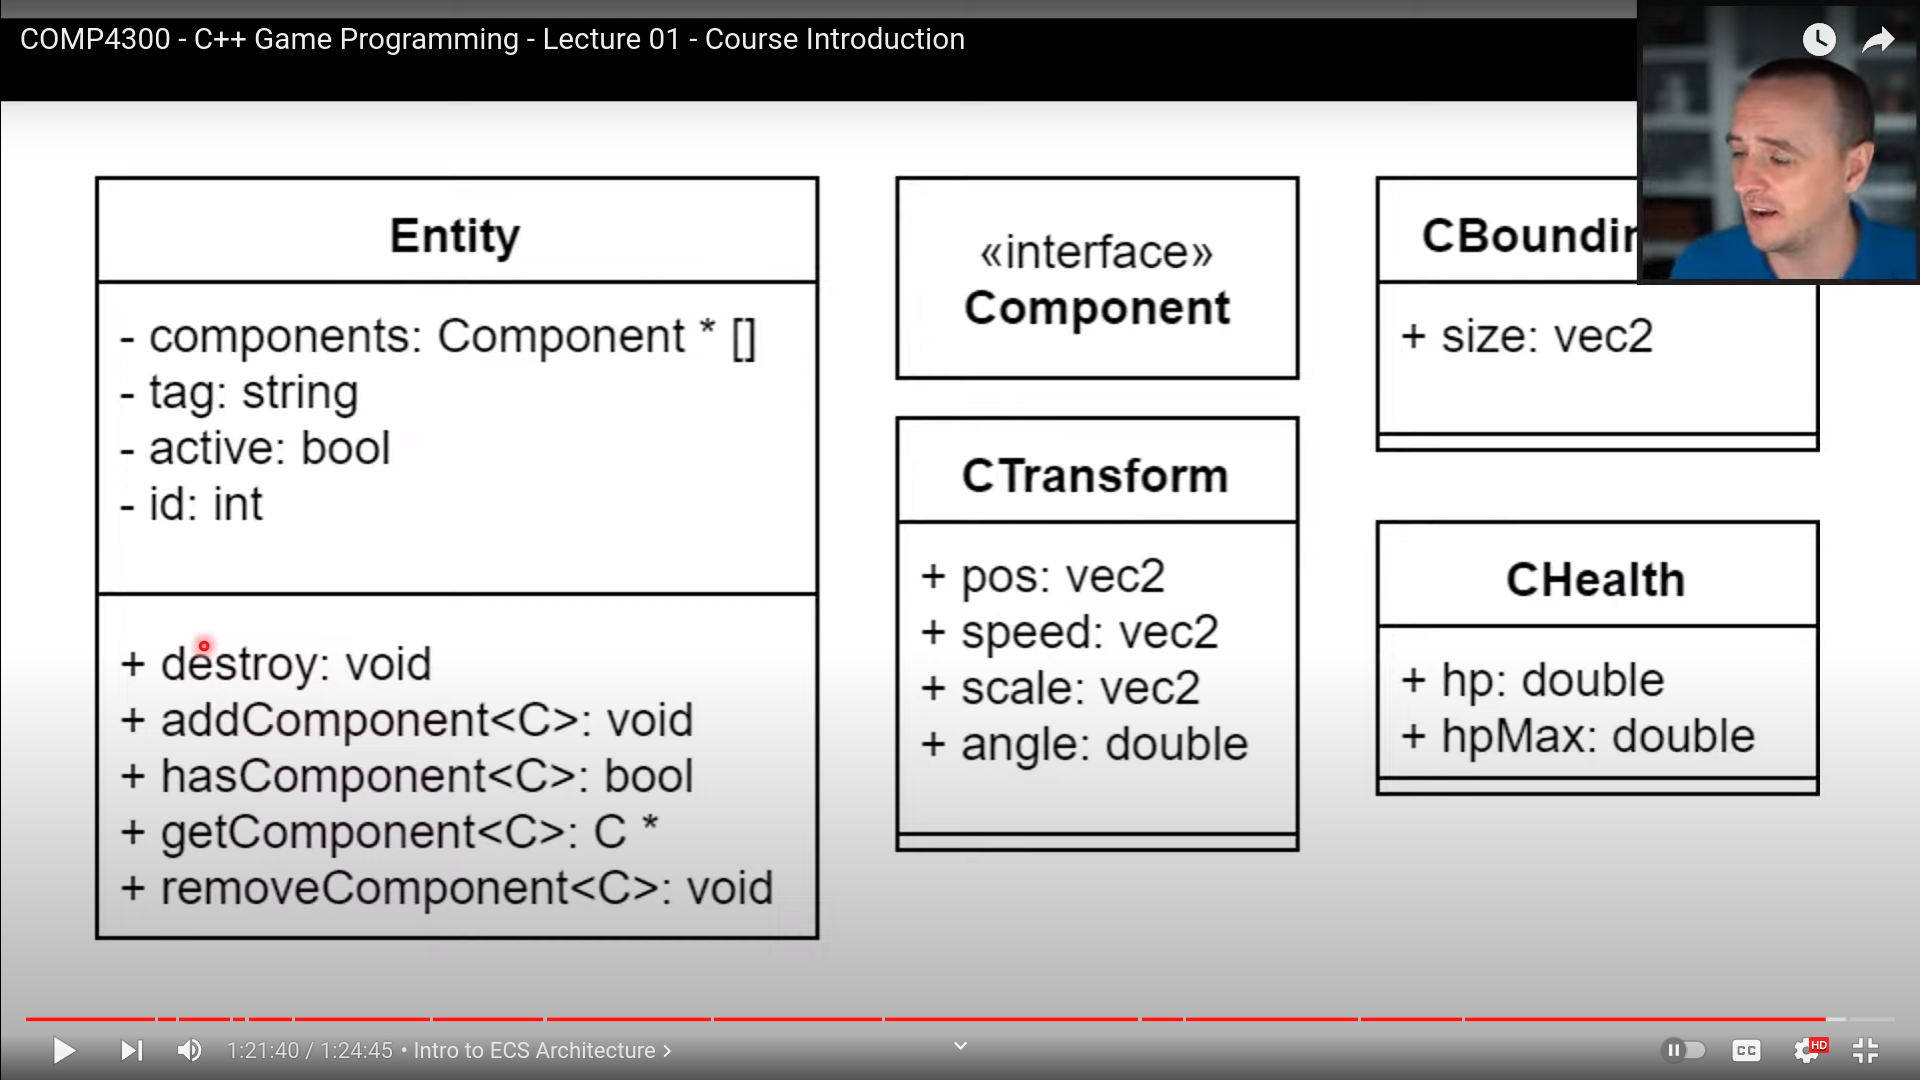 COMP4300 - C++ Game Programming - Lecture 01 - Course Introduction
Entity
- components: Component * []
- tag: string
- active: bool
- id: int
+ destroy: void
+ addComponent<C>: void
+ hasComponent<C>: bool
+ getComponent<C>: C *
+ removeComponent<C>: void
«interface»
Component
CTransform
+ pos: vec2
+ speed: vec2
+ scale: vec2
+ angle: double
+ size: vec2
CHealth
+ hp: double
+ hpMax: double
1:21:40 / 1:24:45 • Intro to ECS Architecture >
CC
HD